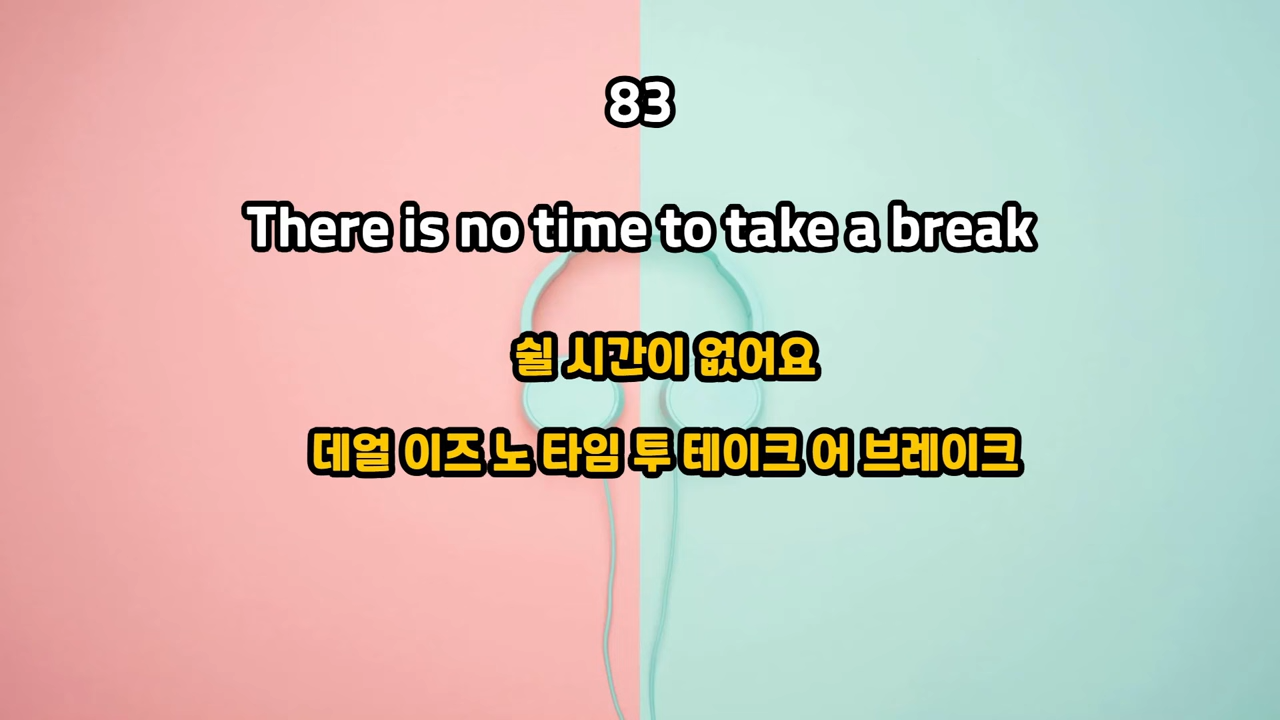 83
There is no time to take a break
쉴 시간이 없어요
데얼 이즈 노 타임 투 테이크 어 브레이크